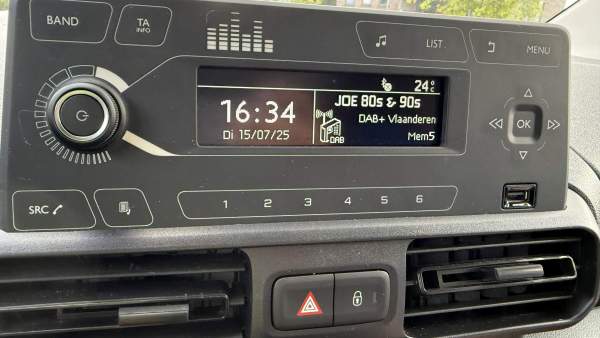 BAND
TA
INFO
LIST
MENU
24°C
16:34
JOE 80s & 90s
DAB+ Vlaanderen
Di 15/07/25
DAB
Mem5
OK
SRC
1 2 3 4 5 6